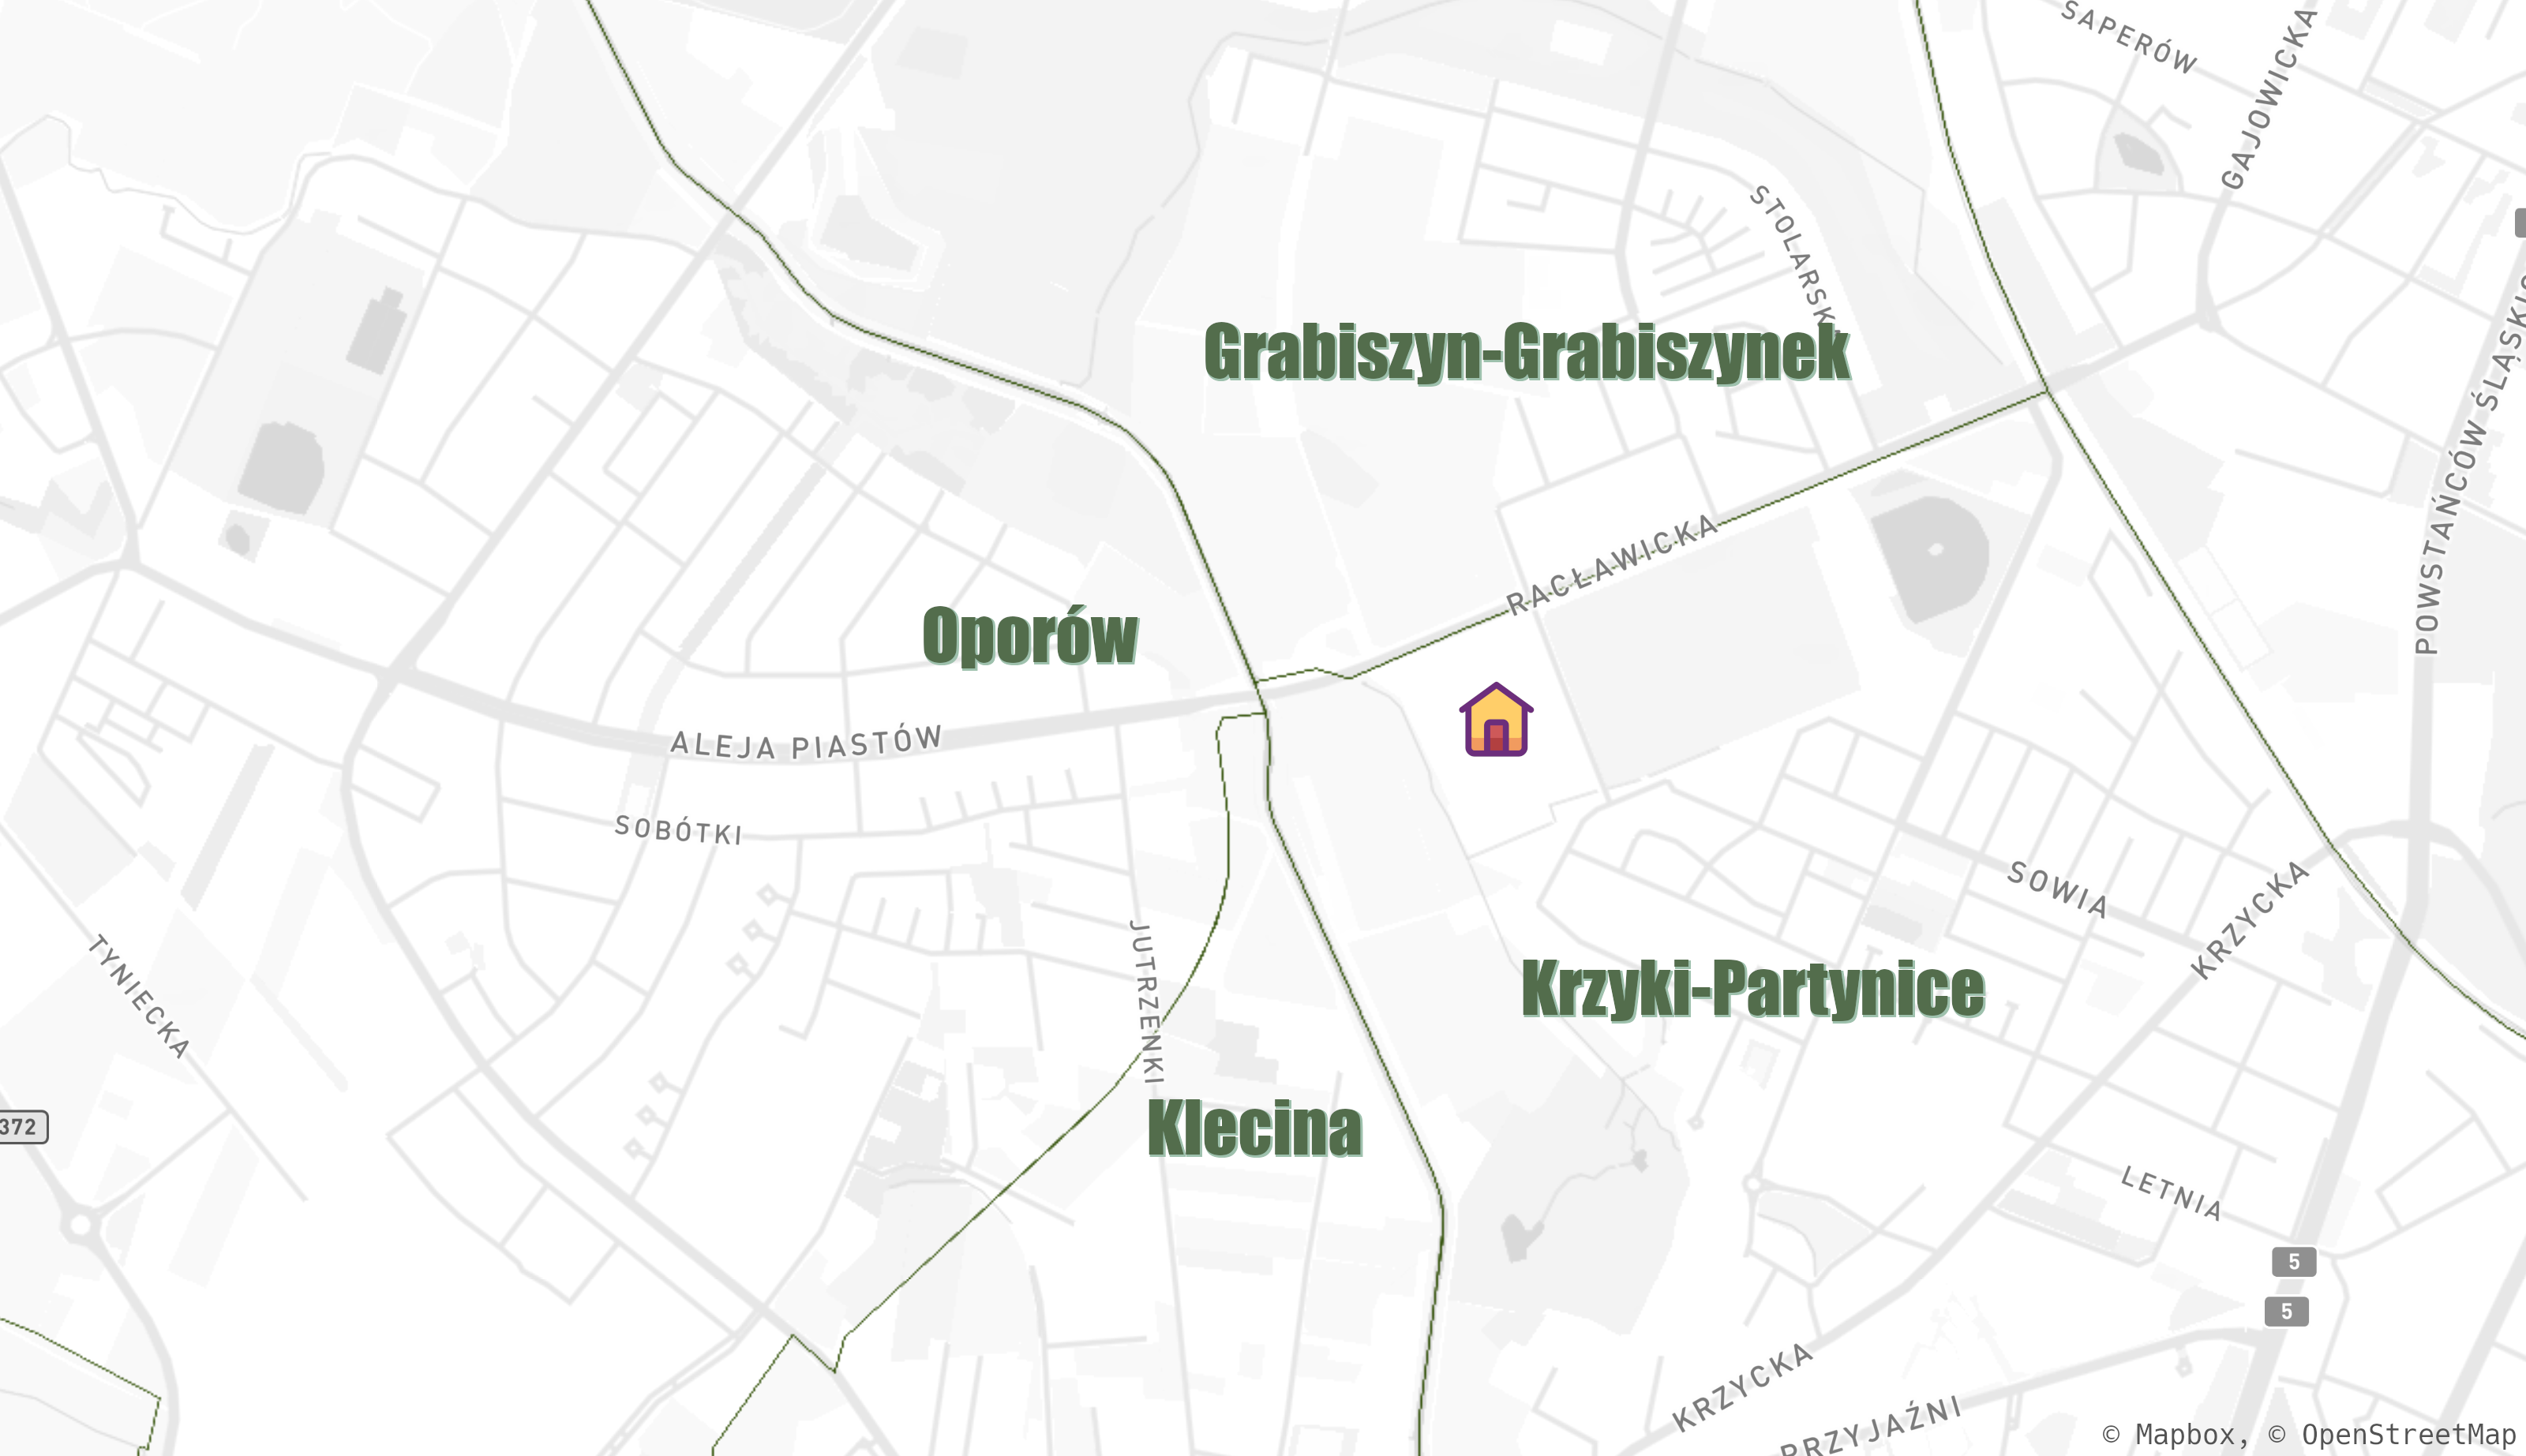 SAPERÓW
GAJOWICKA
STOLARSK
Grabiszyn-Grabiszynek
POWSTAŃCÓW ŚLĄSKIC
RACŁAWICKA
Oporów
ALEJA PIASTÓW
SOBÓTKI
SOWIA
KRZYCKA
JUTRZENKI
TYNIECKA
Krzyki-Partynice
372
Klecina
LETNIA
5
5
KRZYCKA
PRZYJAŹNI
© Mapbox, © OpenStreetMap